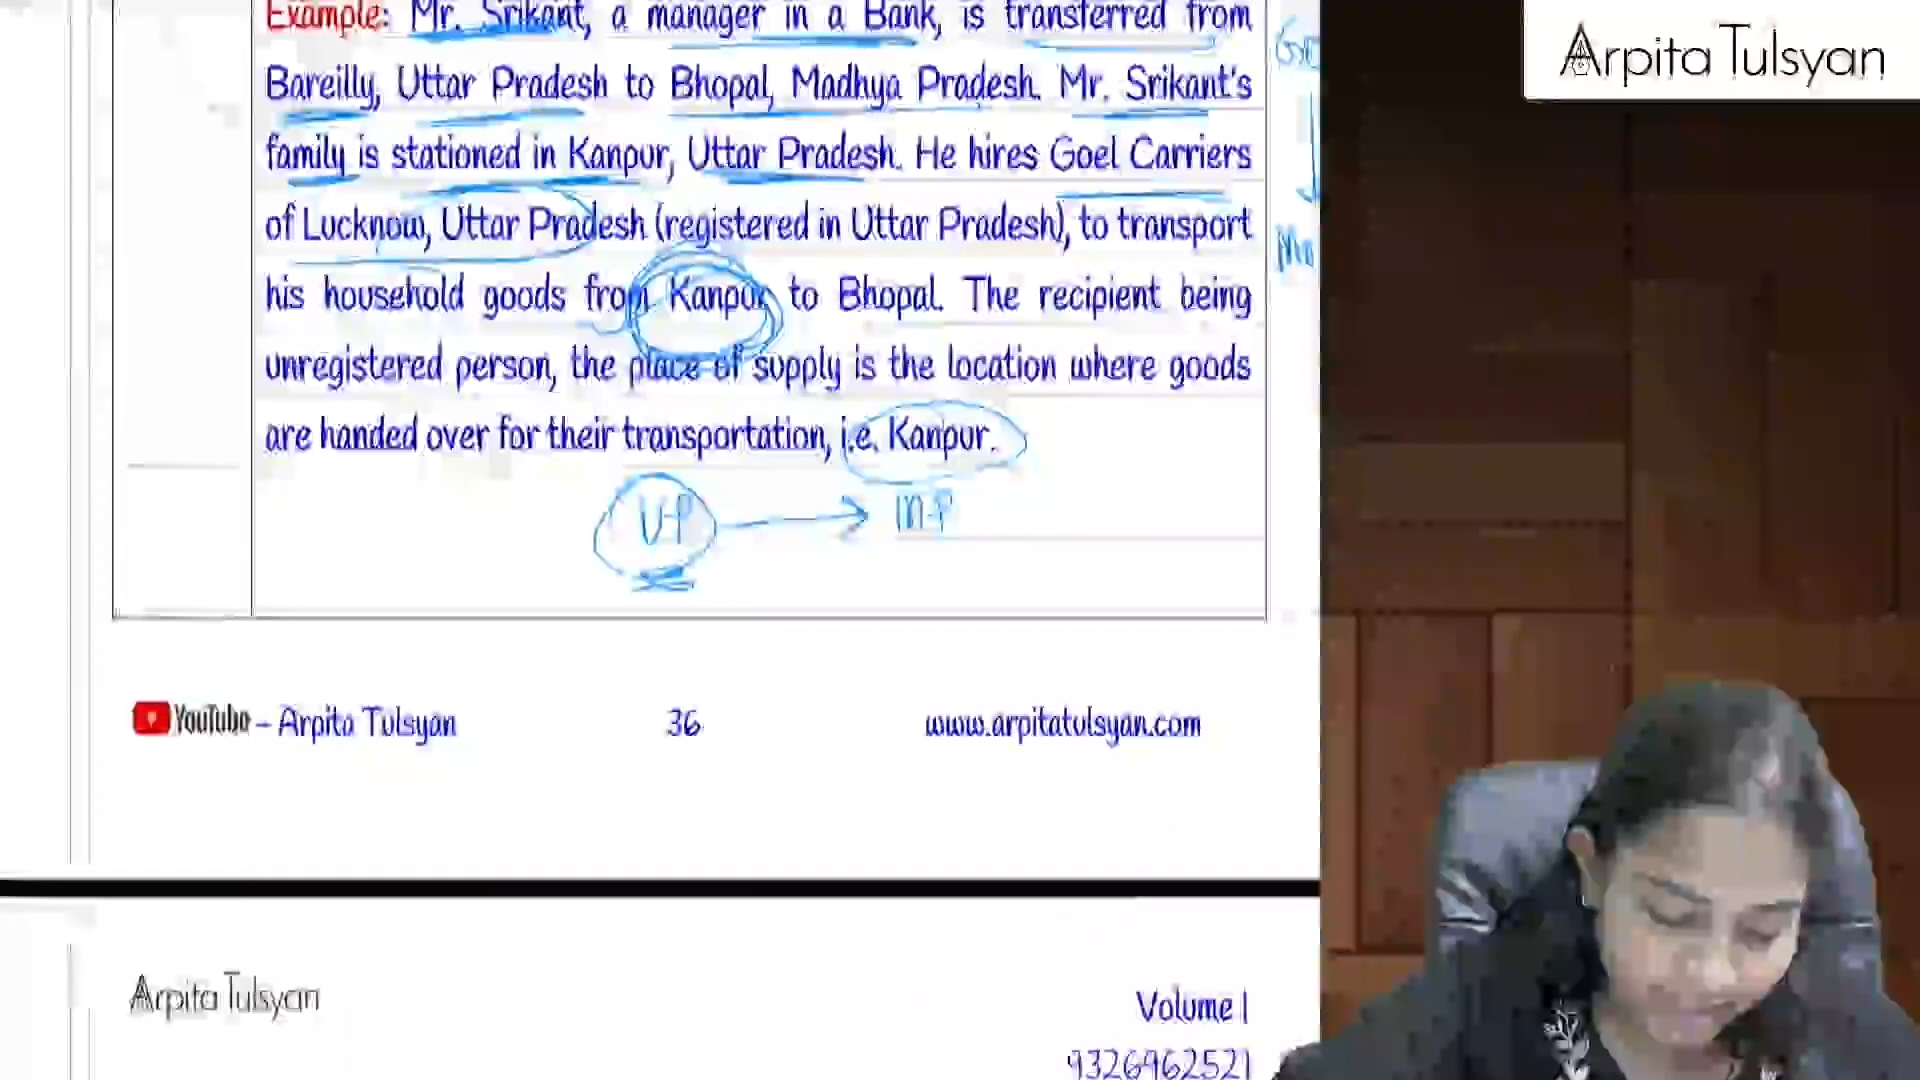 Arpita Tulsyan
Example: Mr. Srikant, a manager in a Bank, is transferred from
Bareilly, Uttar Pradesh to Bhopal, Madhya Pradesh. Mr. Srikant's
family is stationed in Kanpur, Uttar Pradesh. He hires Goel Carriers
of Lucknow, Uttar Pradesh (registered in Uttar Pradesh), to transport
his household goods from Kanpur to Bhopal. The recipient being
unregistered person, the place of supply is the location where goods
are handed over for their transportation, i.e. Kanpur.
U-P M-P
YouTube – Arpita Tulsyan 36 www.arpitatulsyan.com
Arpita Tulsyan
Volume 1
9326962521